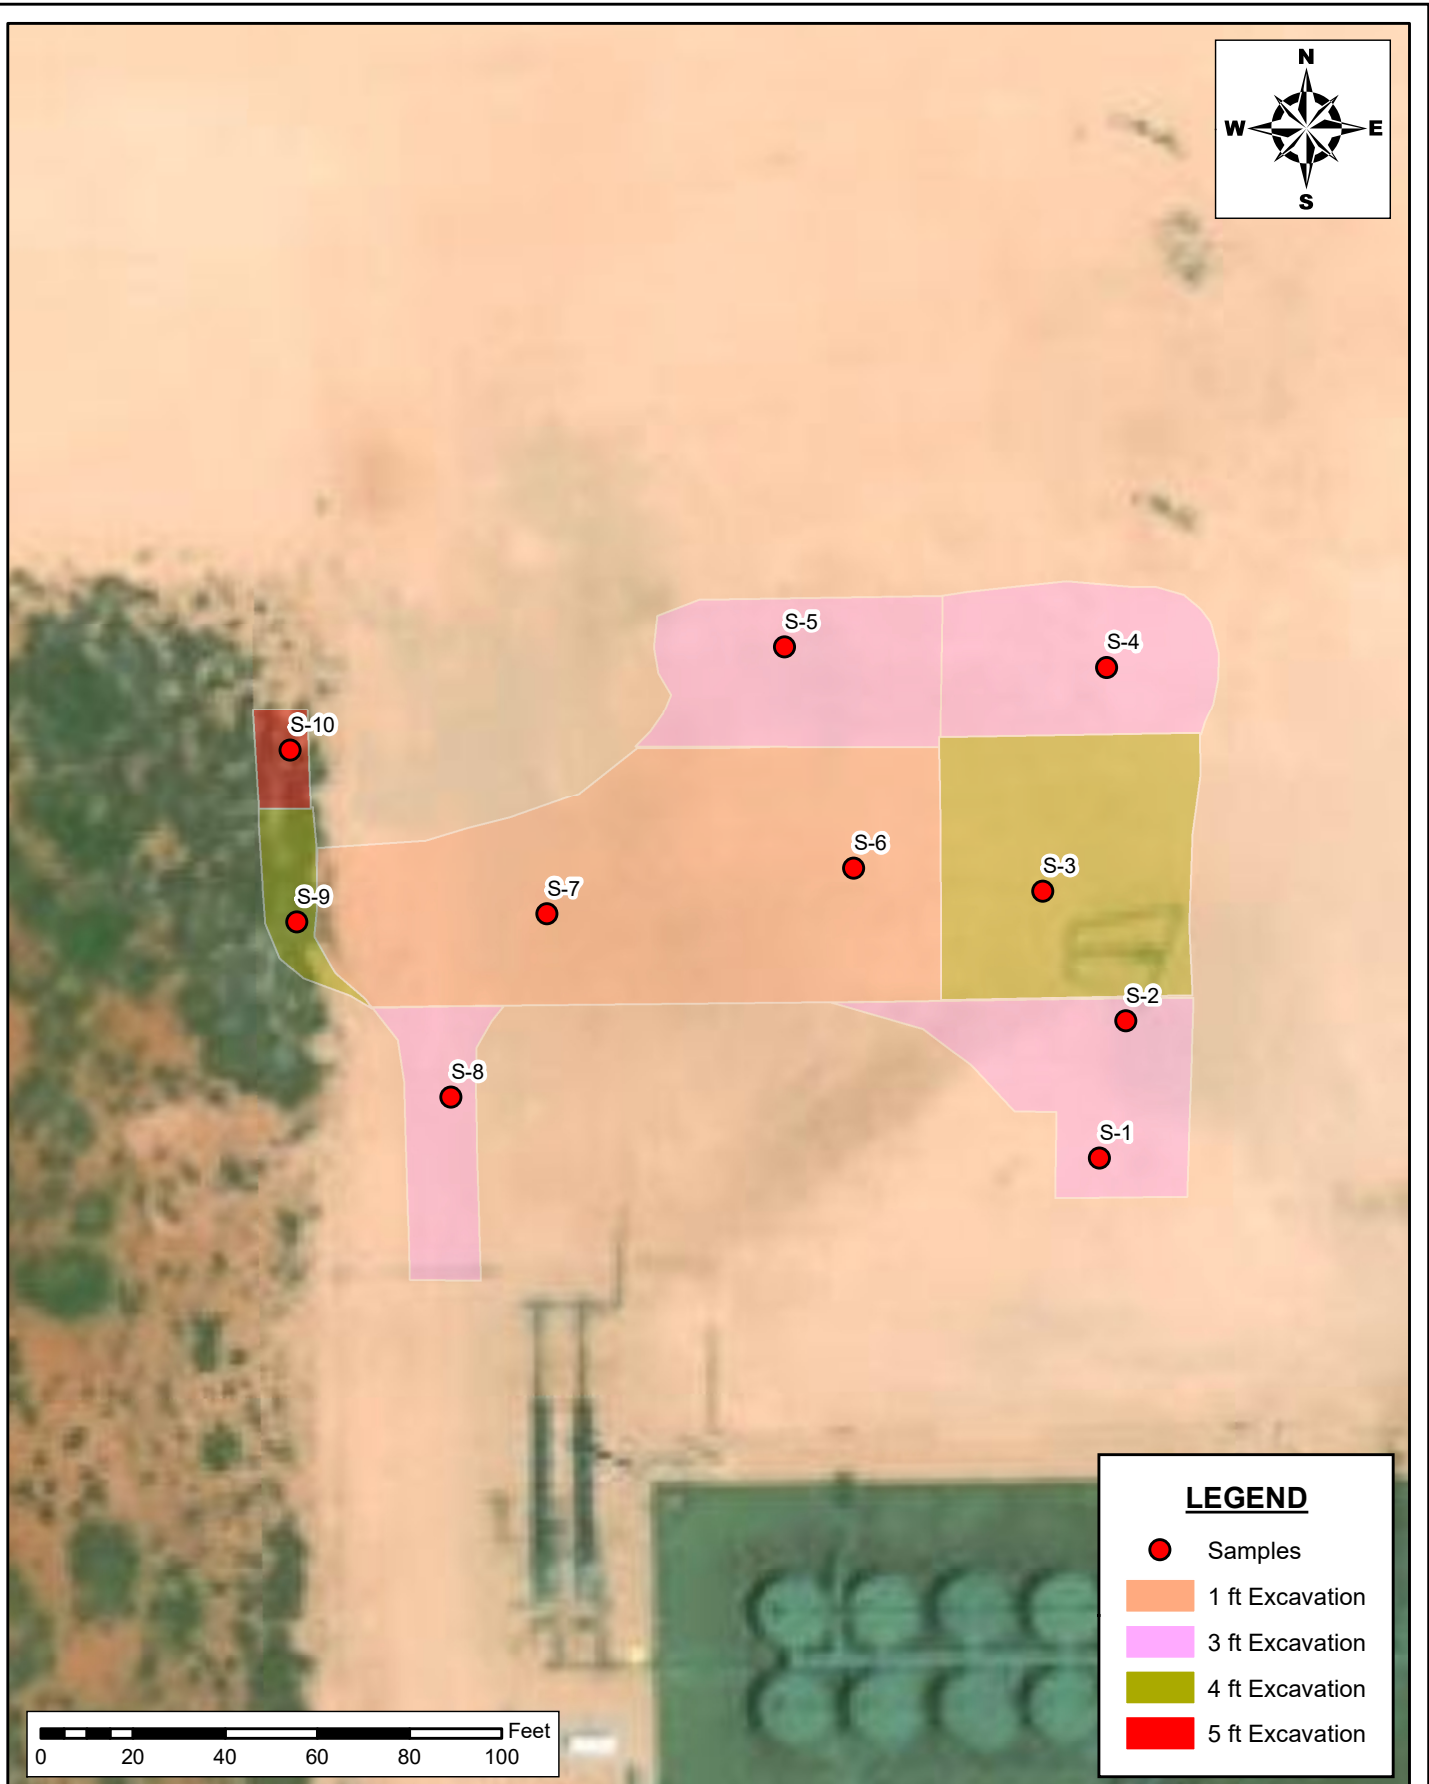 N
W E
S
S-5
S-4
S-10
S-6
S-3
S-7
S-9
S-2
S-8
S-1
LEGEND
Samples
1 ft Excavation
3 ft Excavation
4 ft Excavation
5 ft Excavation
Feet
0 20 40 60 80 100